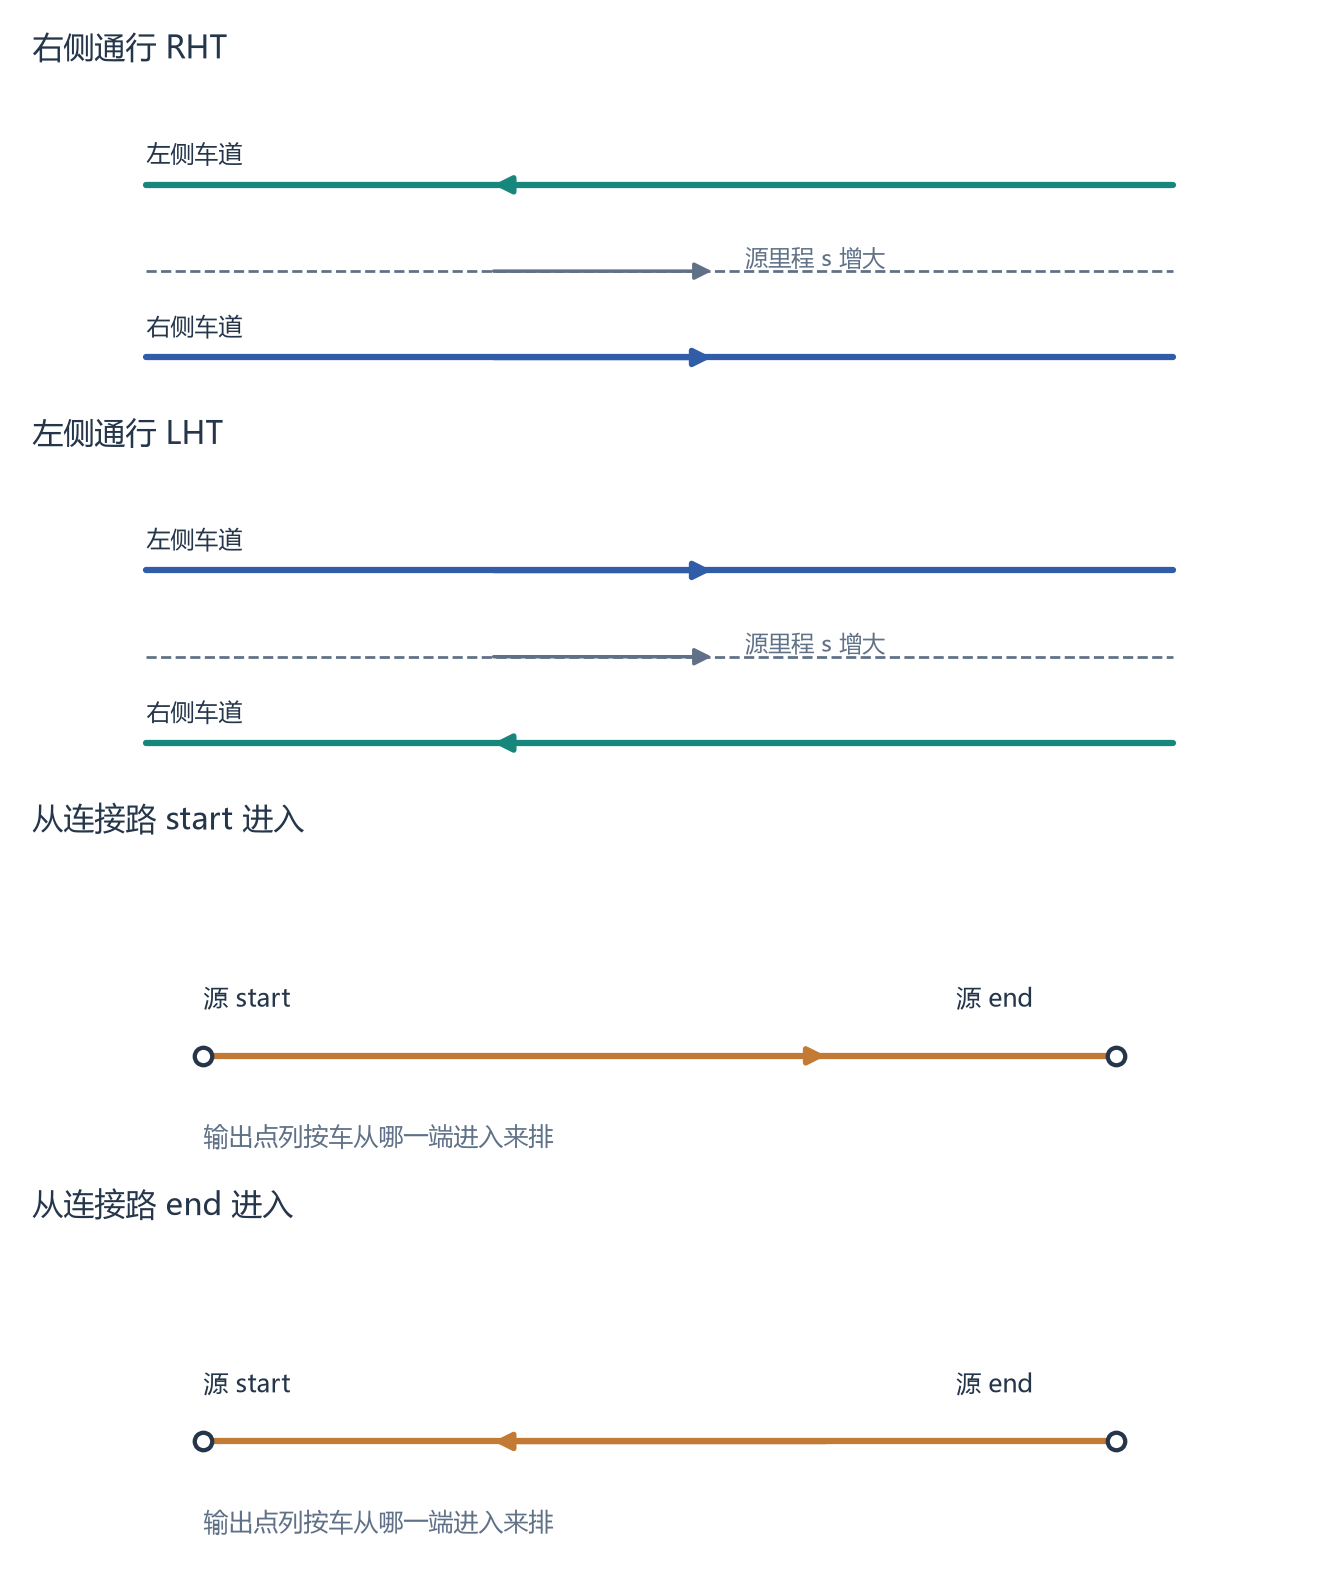 右侧通行 RHT
左侧车道
源里程 s 增大
右侧车道
左侧通行 LHT
左侧车道
源里程 s 增大
右侧车道
从连接路 start 进入
源 start
源 end
输出点列按车从哪一端进入来排
从连接路 end 进入
源 start
源 end
输出点列按车从哪一端进入来排